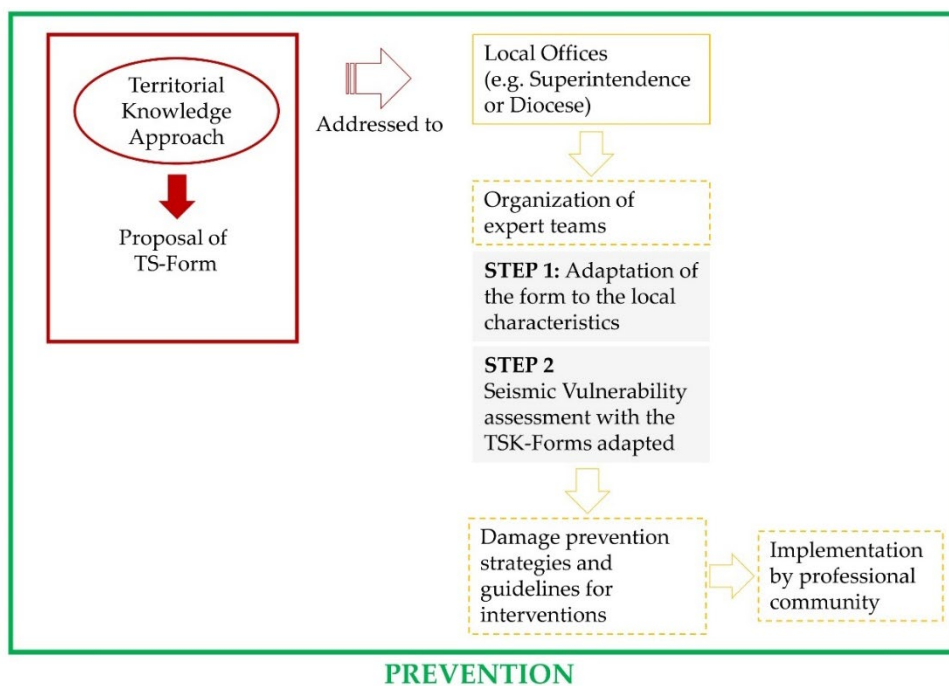 Territorial
Knowledge
Approach
Proposal of
TS-Form
Addressed to
Local Offices
(e.g. Superintendence
or Diocese)
Organization of
expert teams
STEP 1: Adaptation of
the form to the local
characteristics
STEP 2
Seismic Vulnerability
assessment with the
TSK-Forms adapted
Damage prevention
strategies and
guidelines for
interventions
Implementation
by professional
community
PREVENTION